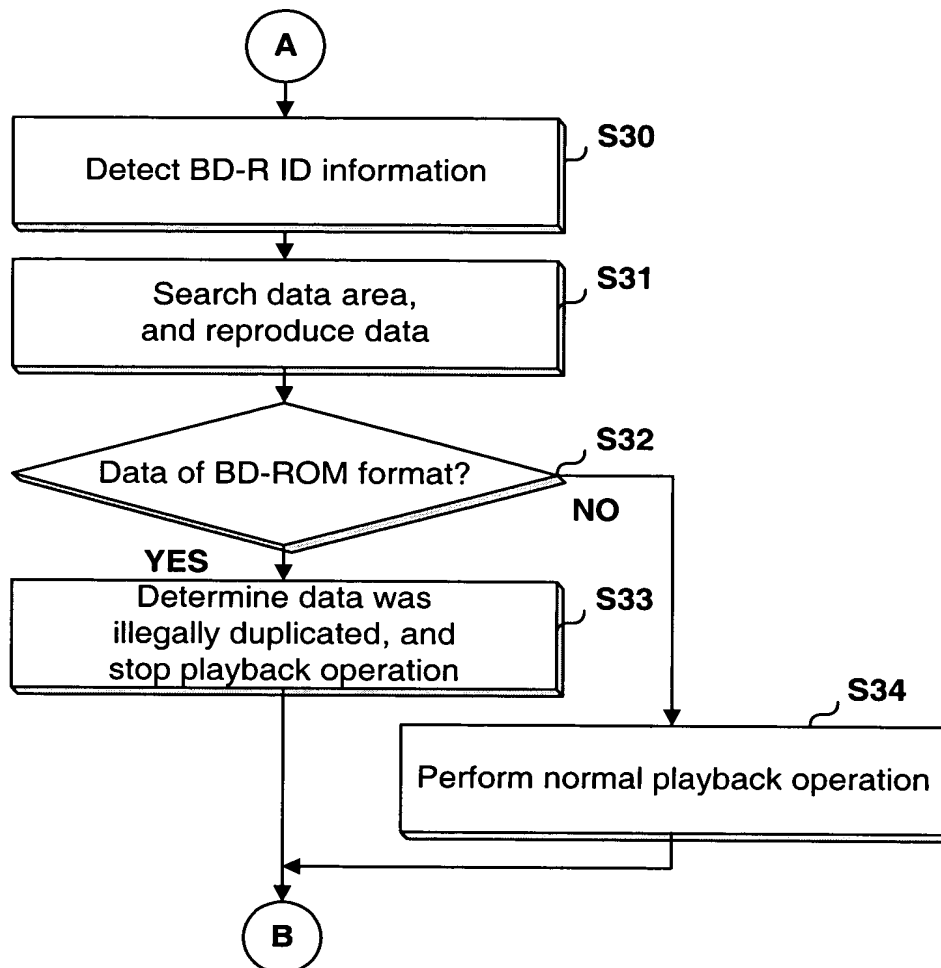 A
S30
Detect BD-R ID information
S31
Search data area,
and reproduce data
S32
Data of BD-ROM format?
NO
YES
Determine data was
illegally duplicated, and
stop playback operation
S33
S34
Perform normal playback operation
B